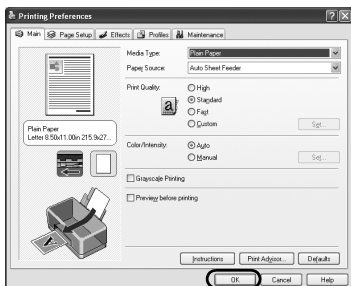 Printing Preferences
Main Page Setup Effects Profiles Maintenance
Media Type: Plain Paper
Paper Source: Auto Sheet Feeder
Print Quality: High
Standard
Fast
Custom Set...
Plain Paper
Letter 8.50x11.00in 215.9x27...
Color/Intensity: Auto
Manual Set...
Grayscale Printing
Preview before printing
Instructions Print Advisor... Defaults
OK Cancel Help